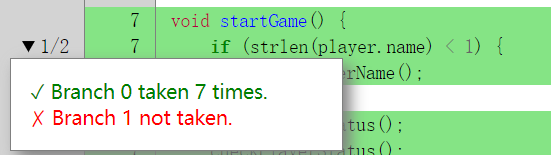 7 void startGame() {
▼ 1/2 7 if (strlen(player.name) < 1) {
erName();
✓ Branch 0 taken 7 times.
✗ Branch 1 not taken.
atus();